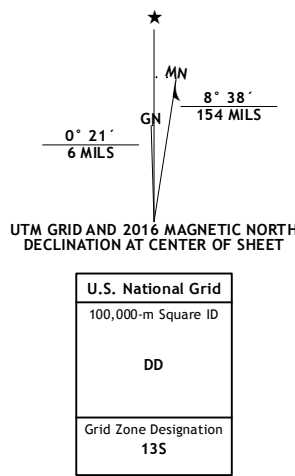 MN
GN
8° 38´
154 MILS
0° 21´
6 MILS
UTM GRID AND 2016 MAGNETIC NORTH
DECLINATION AT CENTER OF SHEET
U.S. National Grid
100,000-m Square ID
DD
Grid Zone Designation
13S